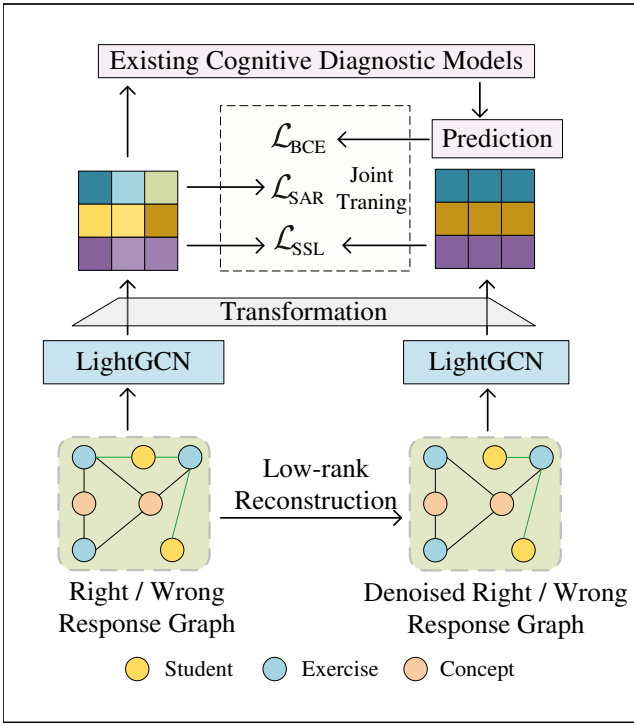 Existing Cognitive Diagnostic Models
ℒBCE
Prediction
ℒSAR
Joint
Traning
ℒSSL
Transformation
LightGCN
LightGCN
Low-rank
Reconstruction
Right / Wrong
Response Graph
Denoised Right / Wrong
Response Graph
Student
Exercise
Concept